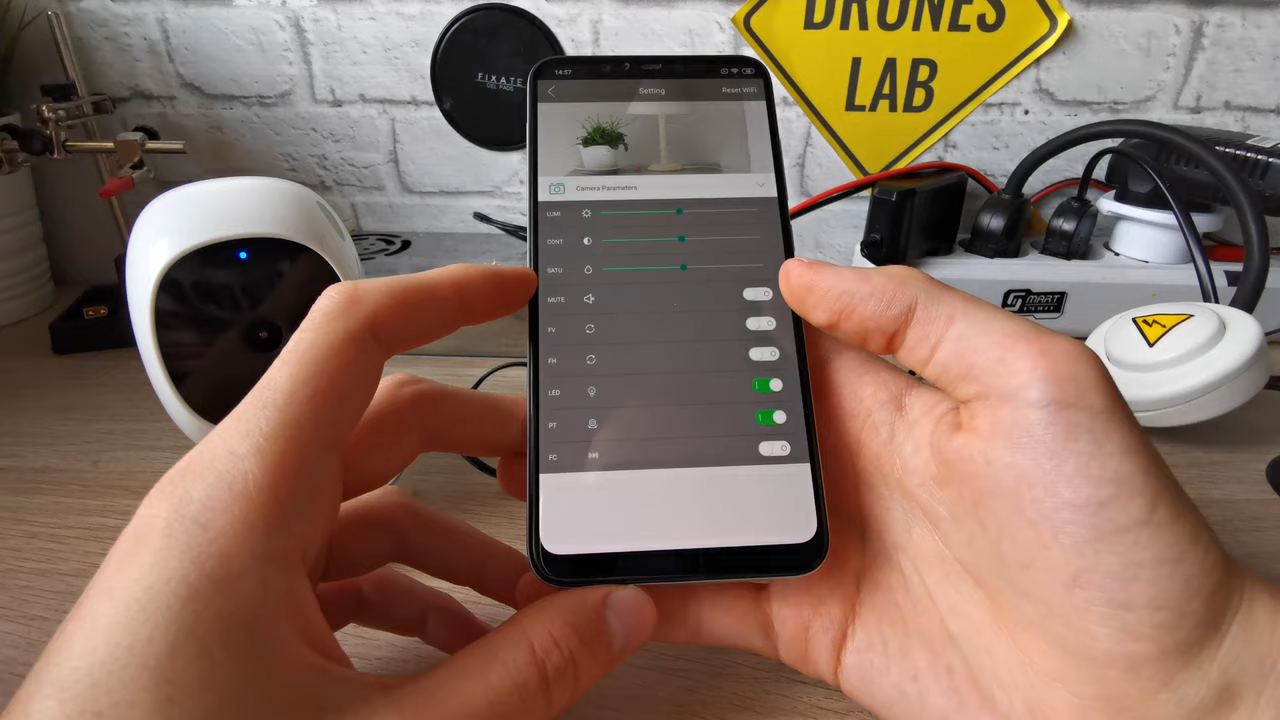 DRONES
LAB
FIXATE
GEL PADS
14:57
Setting
Reset WiFi
Camera Parameters
LUMI
CONT
SATU
MUTE
FV
FH
LED
PT
FC
SMART